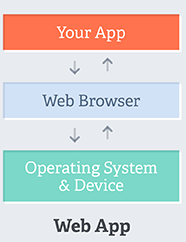 Your App
Web Browser
Operating System
& Device
Web App